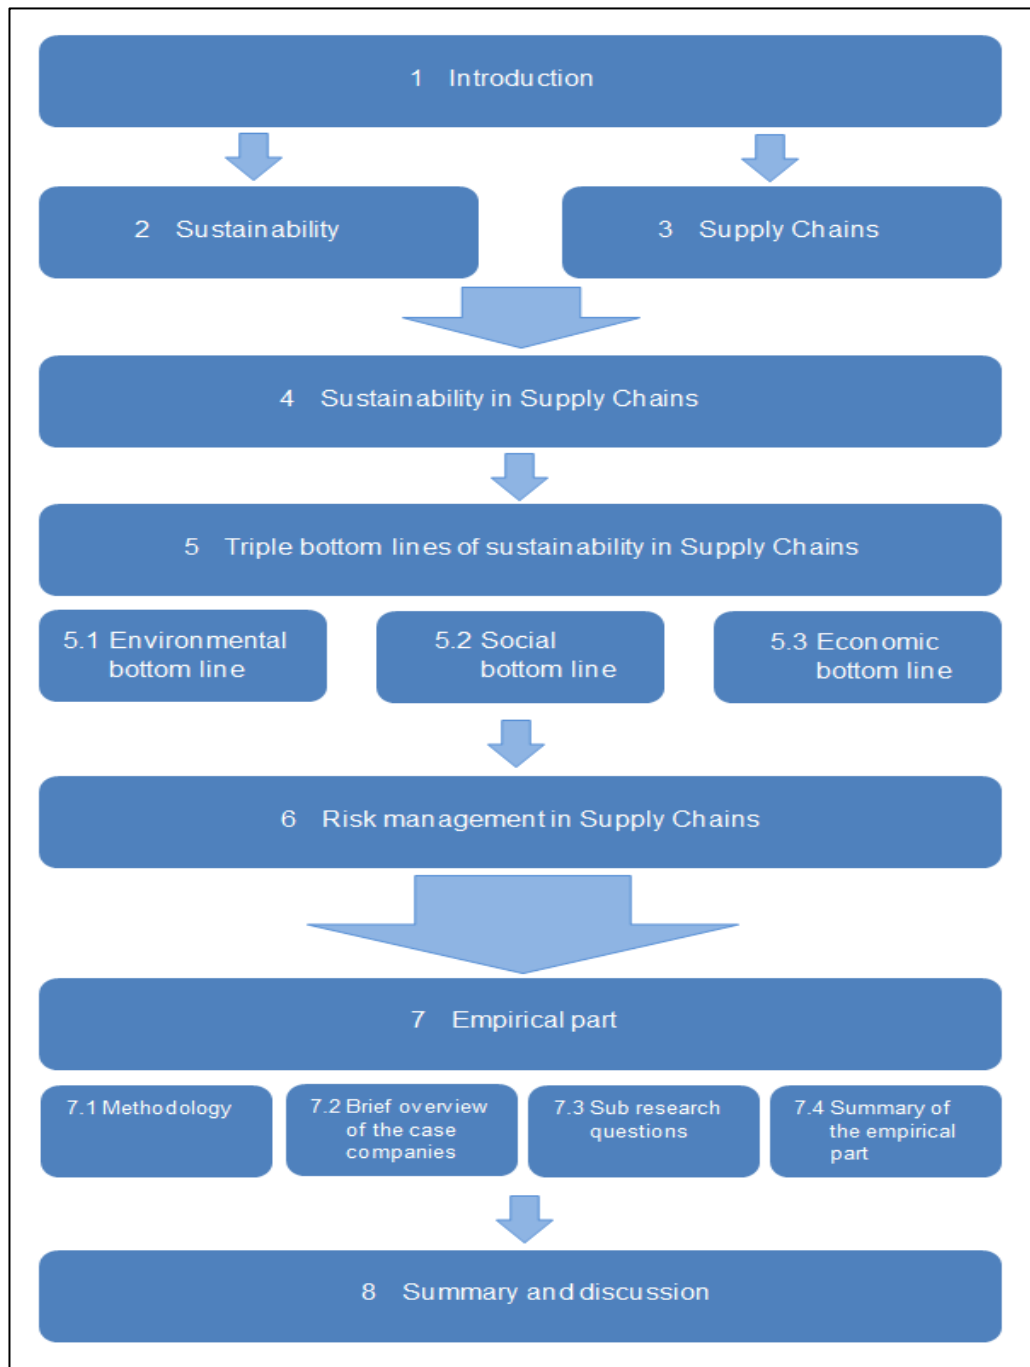 1 Introduction
2 Sustainability
3 Supply Chains
4 Sustainability in Supply Chains
5 Triple bottom lines of sustainability in Supply Chains
5.1 Environmental
bottom line
5.2 Social
bottom line
5.3 Economic
bottom line
6 Risk management in Supply Chains
7 Empirical part
7.1 Methodology
7.2 Brief overview
of the case
companies
7.3 Sub research
questions
7.4 Summary of
the empirical
part
8 Summary and discussion